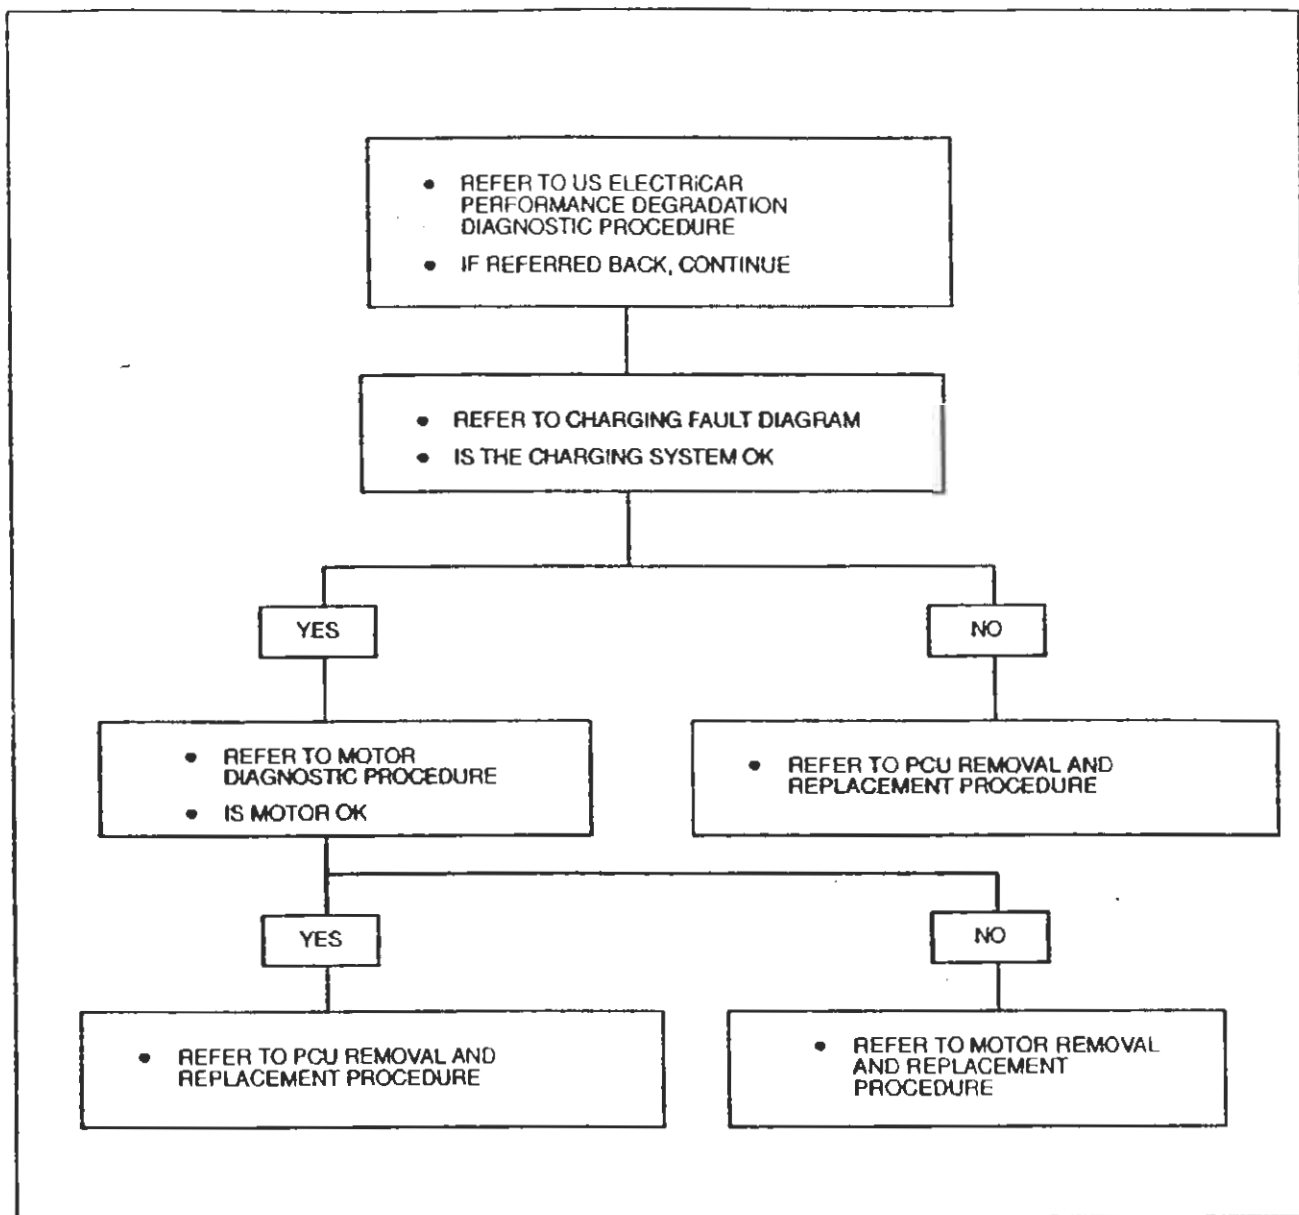 • REFER TO US ELECTRiCAR
PERFORMANCE DEGRADATION
DIAGNOSTIC PROCEDURE
• IF REFERRED BACK, CONTINUE
• REFER TO CHARGING FAULT DIAGRAM
• IS THE CHARGING SYSTEM OK
YES
NO
• REFER TO MOTOR
DIAGNOSTIC PROCEDURE
• IS MOTOR OK
• REFER TO PCU REMOVAL AND
REPLACEMENT PROCEDURE
YES
NO
• REFER TO PCU REMOVAL AND
REPLACEMENT PROCEDURE
• REFER TO MOTOR REMOVAL
AND REPLACEMENT
PROCEDURE